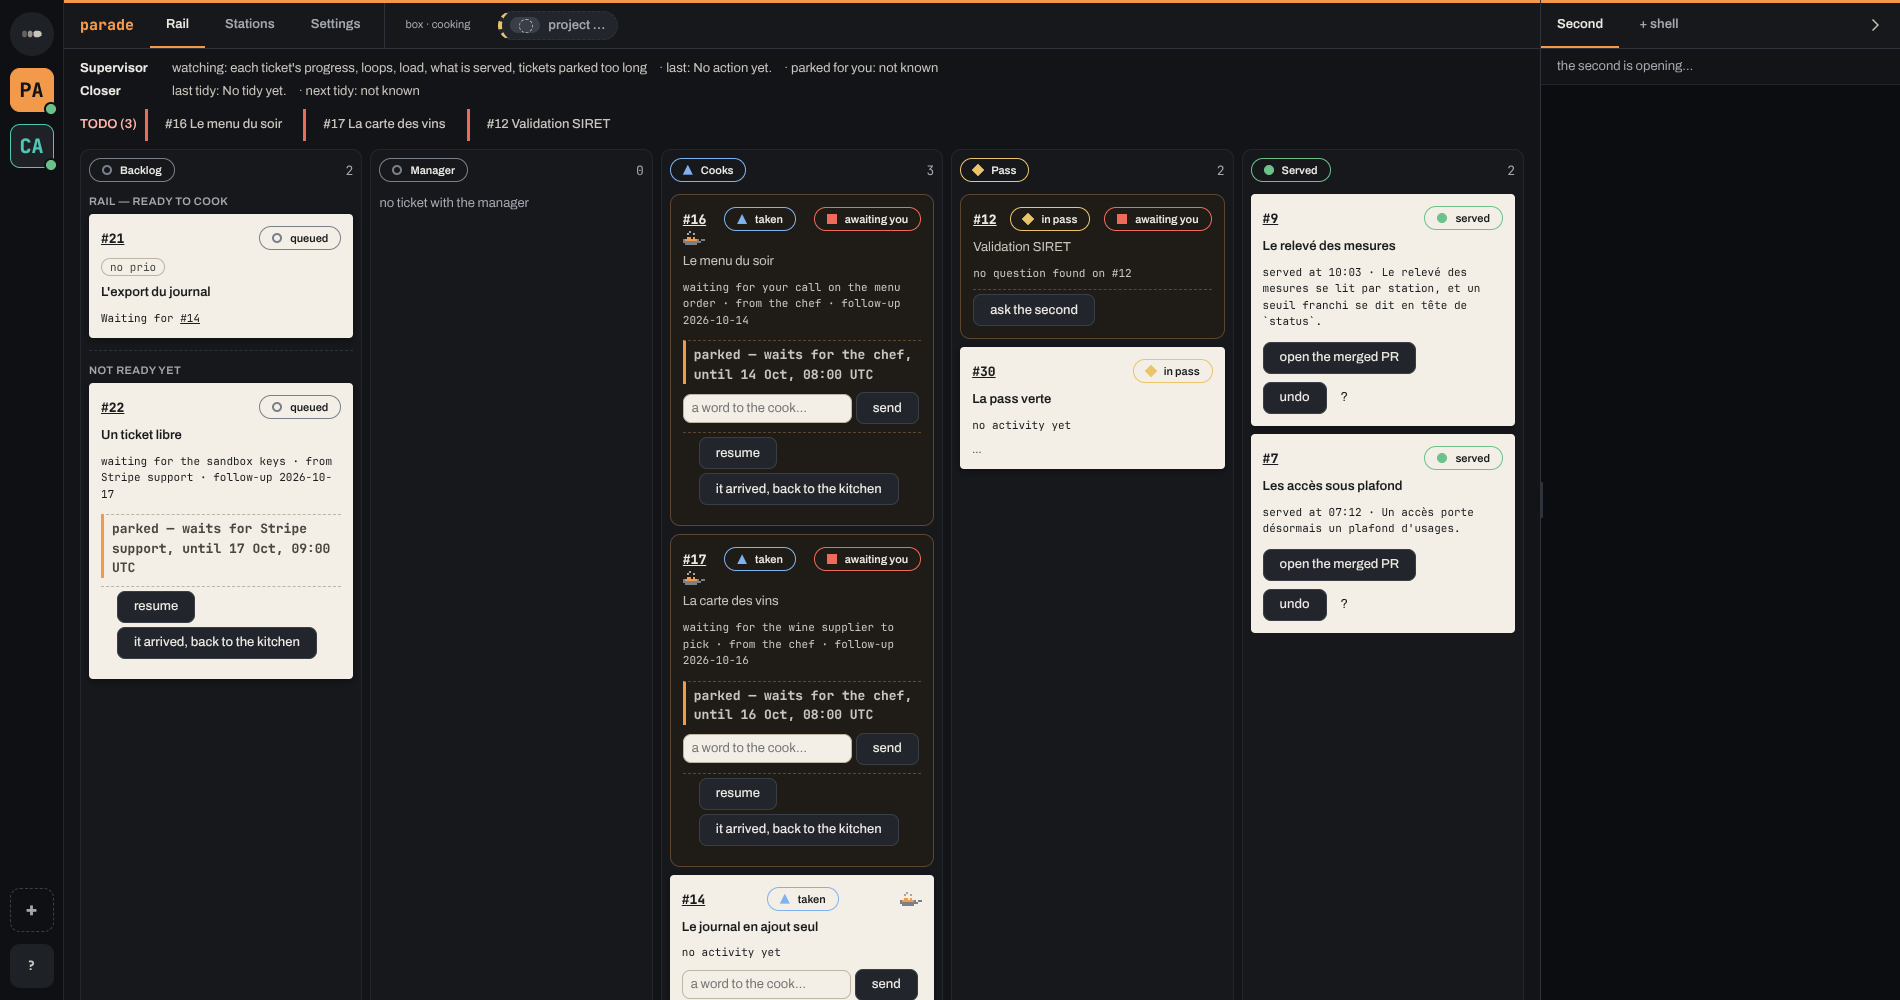 parade
Rail
Stations
Settings
box · cooking
project ...
Second
+ shell
PA
CA
+
?
the second is opening...
Supervisor
watching: each ticket's progress, loops, load, what is served, tickets parked too long · last: No action yet. · parked for you: not known
Closer
last tidy: No tidy yet. · next tidy: not known
TODO (3)
#16 Le menu du soir
#17 La carte des vins
#12 Validation SIRET
Backlog
2
RAIL — READY TO COOK
#21
queued
no prio
L'export du journal
Waiting for #14
NOT READY YET
#22
queued
Un ticket libre
waiting for the sandbox keys · from
Stripe support · follow-up 2026-10-
17
parked — waits for Stripe
support, until 17 Oct, 09:00
UTC
resume
it arrived, back to the kitchen
Manager
0
no ticket with the manager
Cooks
3
#16
taken
awaiting you
Le menu du soir
waiting for your call on the menu
order · from the chef · follow-up
2026-10-14
parked — waits for the chef,
until 14 Oct, 08:00 UTC
a word to the cook...
send
resume
it arrived, back to the kitchen
#17
taken
awaiting you
La carte des vins
waiting for the wine supplier to
pick · from the chef · follow-up
2026-10-16
parked — waits for the chef,
until 16 Oct, 08:00 UTC
a word to the cook...
send
resume
it arrived, back to the kitchen
#14
taken
Le journal en ajout seul
no activity yet
a word to the cook...
send
Pass
2
#12
in pass
awaiting you
Validation SIRET
no question found on #12
ask the second
#30
in pass
La pass verte
no activity yet
...
Served
2
#9
served
Le relevé des mesures
served at 10:03 · Le relevé des
mesures se lit par station, et un
seuil franchi se dit en tête de
`status`.
open the merged PR
undo
?
#7
served
Les accès sous plafond
served at 07:12 · Un accès porte
désormais un plafond d'usages.
open the merged PR
undo
?